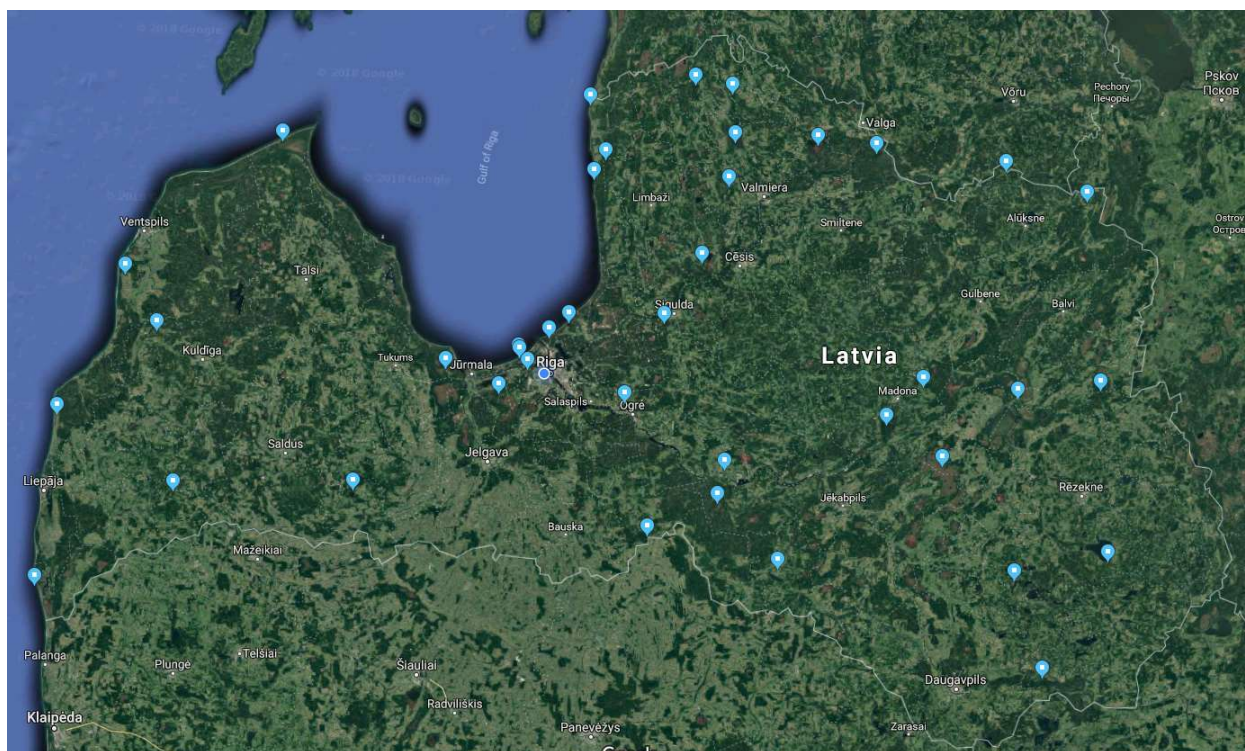 © 2018 Google
Pskov
Псков
© 2018 Google
Võru
Pechory
Печоры
Valga
Gulf of Riga
© 2018 Google
Valmiera
Limbaži
Ventspils
Smiltene
Alūksne
Ostrov
Остров
Cēsis
Talsi
Gulbene
Balvi
Sigulda
Kuldīga
Tukums
Jūrmala
Riga
Latvia
Madona
Salaspils
Ogre
Saldus
Jelgava
Liepāja
Rēzekne
Jēkabpils
Bauska
Mažeikiai
Palanga
Telšiai
Plungė
Šiauliai
Daugavpils
Radviliškis
Klaipėda
Panevėžys
Zarasai